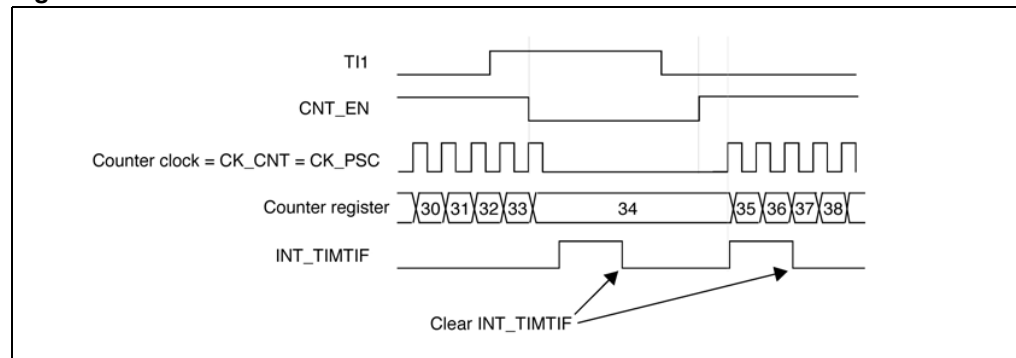 TI1
CNT_EN
Counter clock = CK_CNT = CK_PSC
Counter register 30 31 32 33 34 35 36 37 38
INT_TIMTIF
Clear INT_TIMTIF